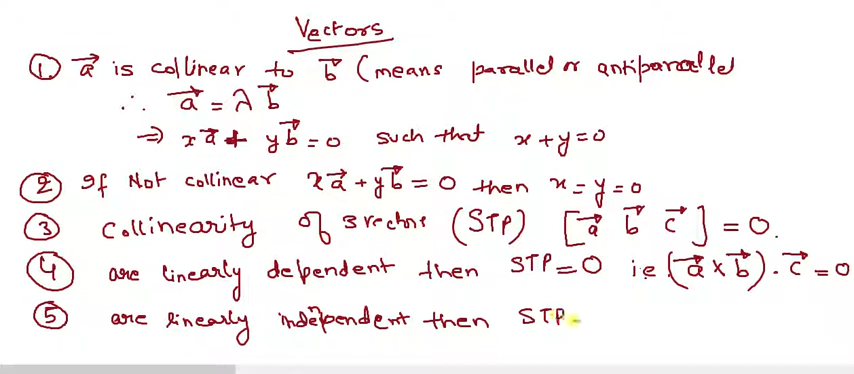 Vectors
① a⃗ is collinear to b⃗ (means parallel or antiparallel
∴ a⃗ = λ b⃗
⇒ x a⃗ + y b⃗ = 0 such that x + y = 0
② If Not collinear x a⃗ + y b⃗ = 0 then x = y = 0
③ Collinearity of 3 vectors (STP) [a⃗ b⃗ c⃗] = 0.
④ are linearly dependent then STP = 0 i.e (a⃗ × b⃗) . c⃗ = 0
⑤ are linearly independent then STP